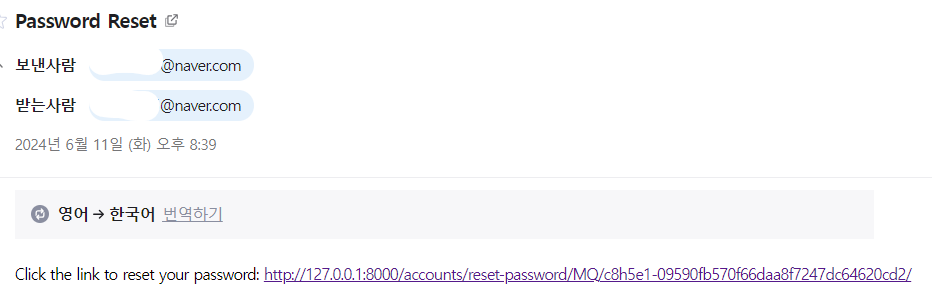 Password Reset
보낸사람 @naver.com
받는사람 @naver.com
2024년 6월 11일 (화) 오후 8:39
영어 → 한국어 번역하기
Click the link to reset your password: http://127.0.0.1:8000/accounts/reset-password/MQ/c8h5e1-09590fb570f66daa8f7247dc64620cd2/